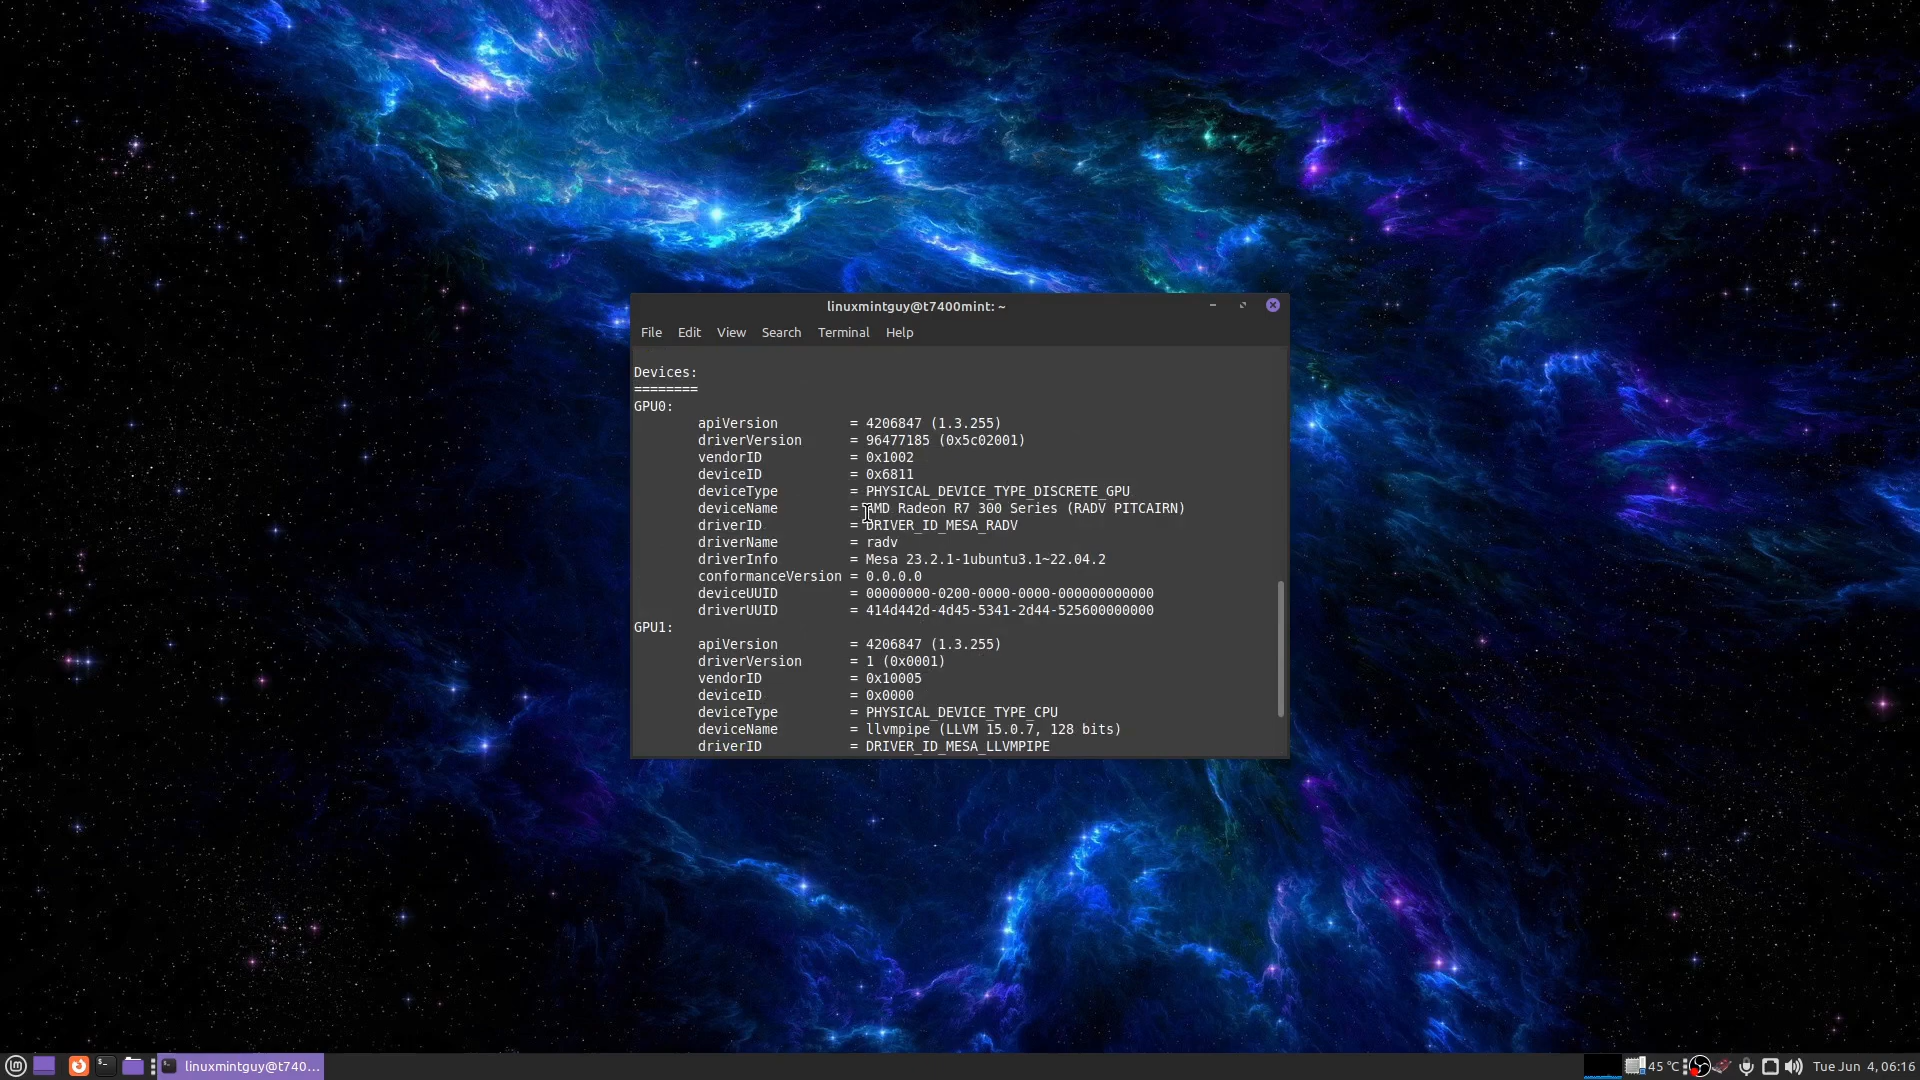 linuxmintguy@t7400mint: ~
File Edit View Search Terminal Help
Devices:
========
GPU0:
apiVersion = 4206847 (1.3.255)
driverVersion = 96477185 (0x5c02001)
vendorID = 0x1002
deviceID = 0x6811
deviceType = PHYSICAL_DEVICE_TYPE_DISCRETE_GPU
deviceName = AMD Radeon R7 300 Series (RADV PITCAIRN)
driverID = DRIVER_ID_MESA_RADV
driverName = radv
driverInfo = Mesa 23.2.1-1ubuntu3.1~22.04.2
conformanceVersion = 0.0.0.0
deviceUUID = 00000000-0200-0000-0000-000000000000
driverUUID = 414d442d-4d45-5341-2d44-525600000000
GPU1:
apiVersion = 4206847 (1.3.255)
driverVersion = 1 (0x0001)
vendorID = 0x10005
deviceID = 0x0000
deviceType = PHYSICAL_DEVICE_TYPE_CPU
deviceName = llvmpipe (LLVM 15.0.7, 128 bits)
driverID = DRIVER_ID_MESA_LLVMPIPE
linuxmintguy@t740... 45 °C Tue Jun 4, 06:16